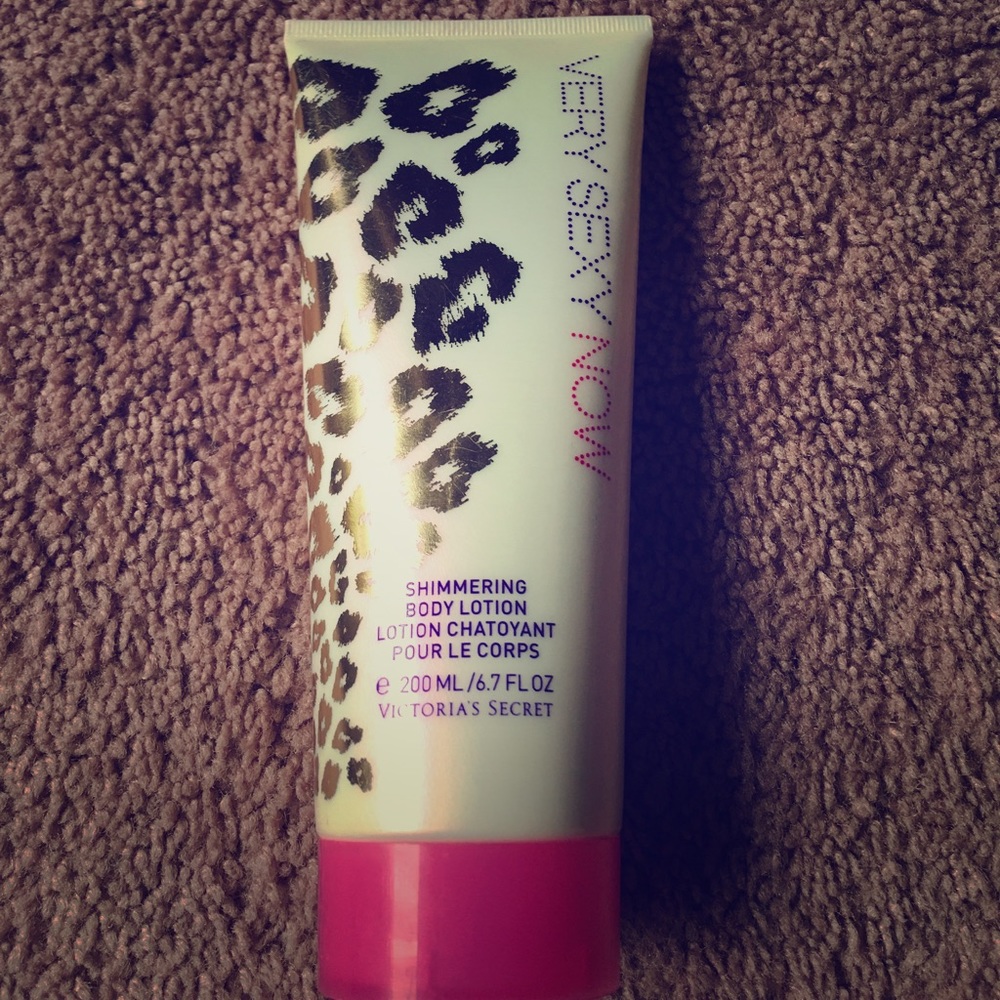 VERY SEXY NOW
SHIMMERING
BODY LOTION
LOTION CHATOYANT
POUR LE CORPS
e 200 ML/6.7 FL OZ
VICTORIA'S SECRET